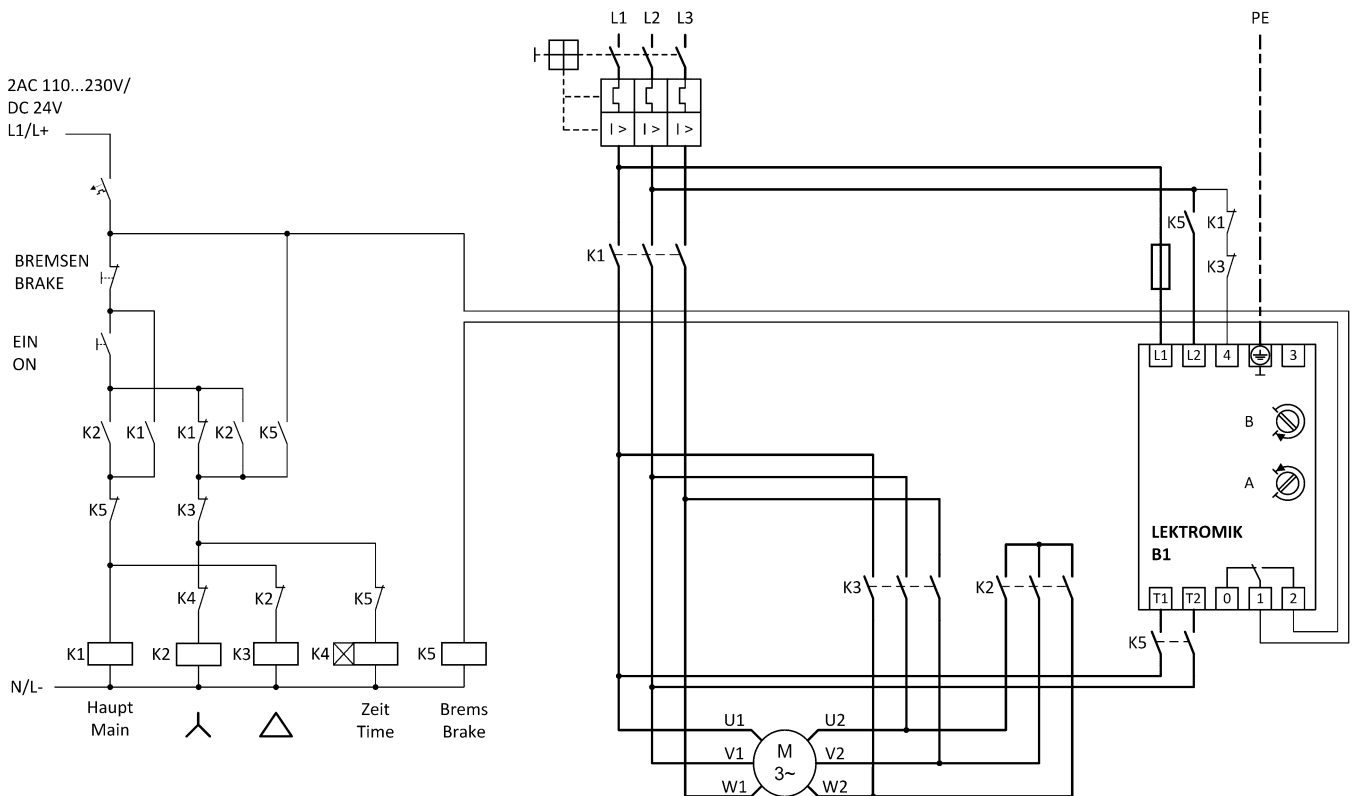 L1 L2 L3 PE
2AC 110...230V/
DC 24V
L1/L+
I > I > I >
K5 K1
K1
BREMSEN
BRAKE
K3
EIN
ON
L1 L2 4 3
B
K2 K1 K1 K2 K5
A
K5 K3
LEKTROMIK
B1
K3 K2
K4 K2 K5
T1 T2 0 1 2
K5
K1 K2 K3 K4 K5
N/L-
Haupt
Main
Zeit
Time
Brems
Brake
U1 U2
M
3~
V1 V2
W1 W2